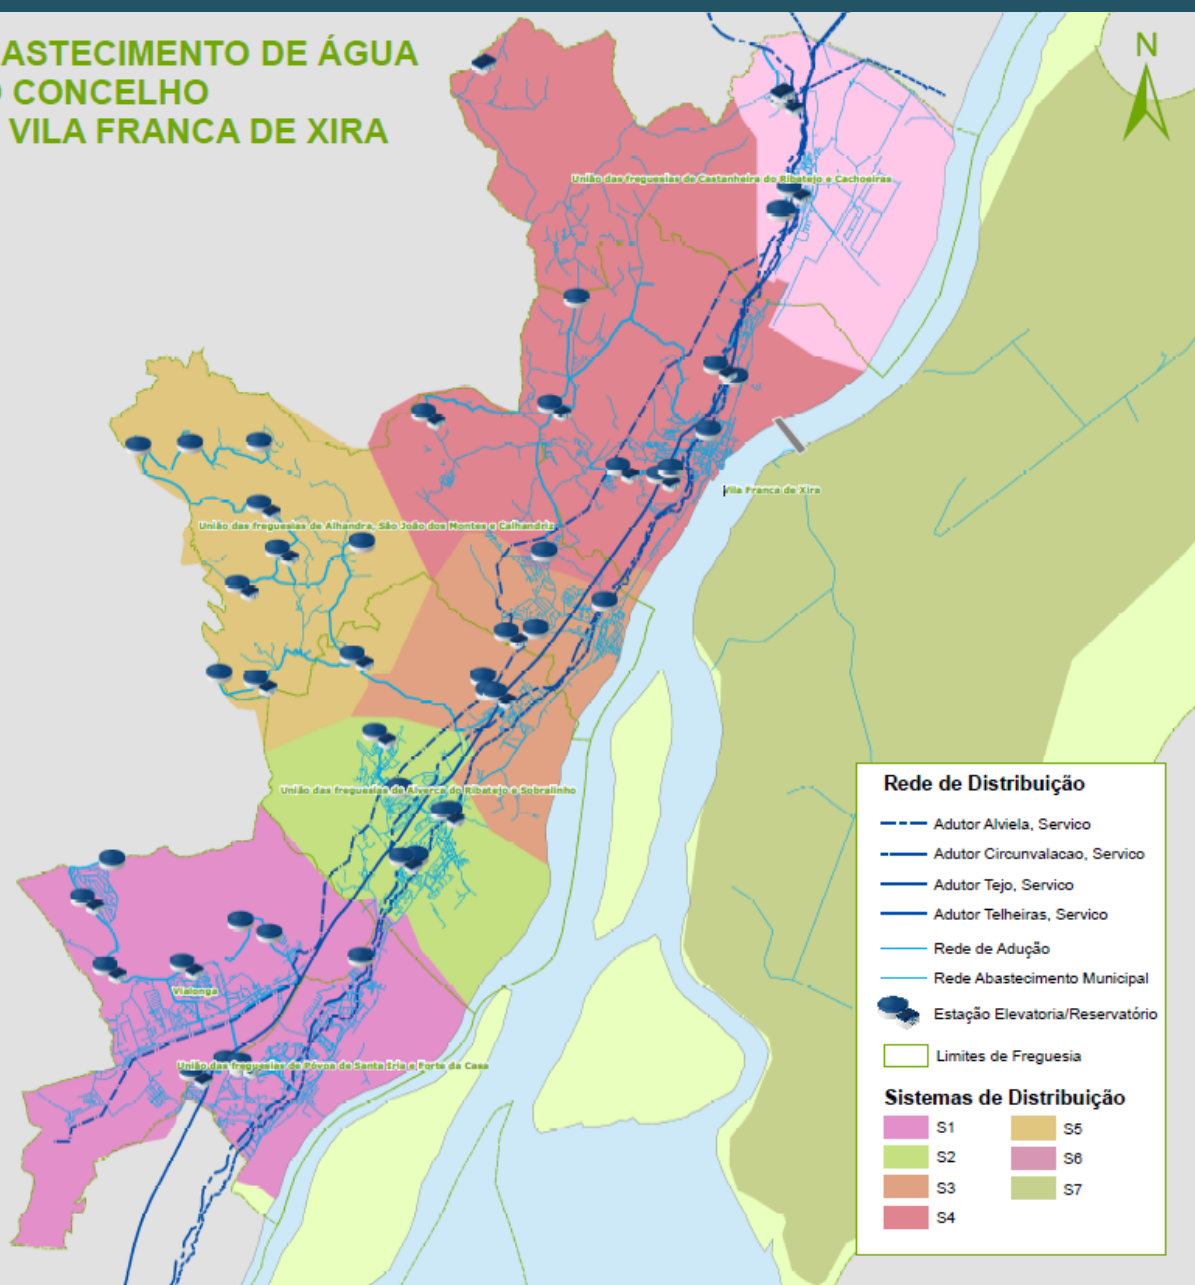 ASTECIMENTO DE ÁGUA
CONCELHO
VILA FRANCA DE XIRA
N
União das freguesias de Castanheira do Ribatejo e Cachoeiras
Vila Franca de Xira
União das freguesias de Alhandra, São João dos Montes e Calhandriz
União das freguesias de Alverca do Ribatejo e Sobralinho
Vialonga
União das freguesias de Póvoa de Santa Iria e Forte da Casa
Rede de Distribuição
Adutor Alviela, Servico
Adutor Circunvalacao, Servico
Adutor Tejo, Servico
Adutor Telheiras, Servico
Rede de Adução
Rede Abastecimento Municipal
Estação Elevatoria/Reservatório
Limites de Freguesia
Sistemas de Distribuição
S1 S5
S2 S6
S3 S7
S4